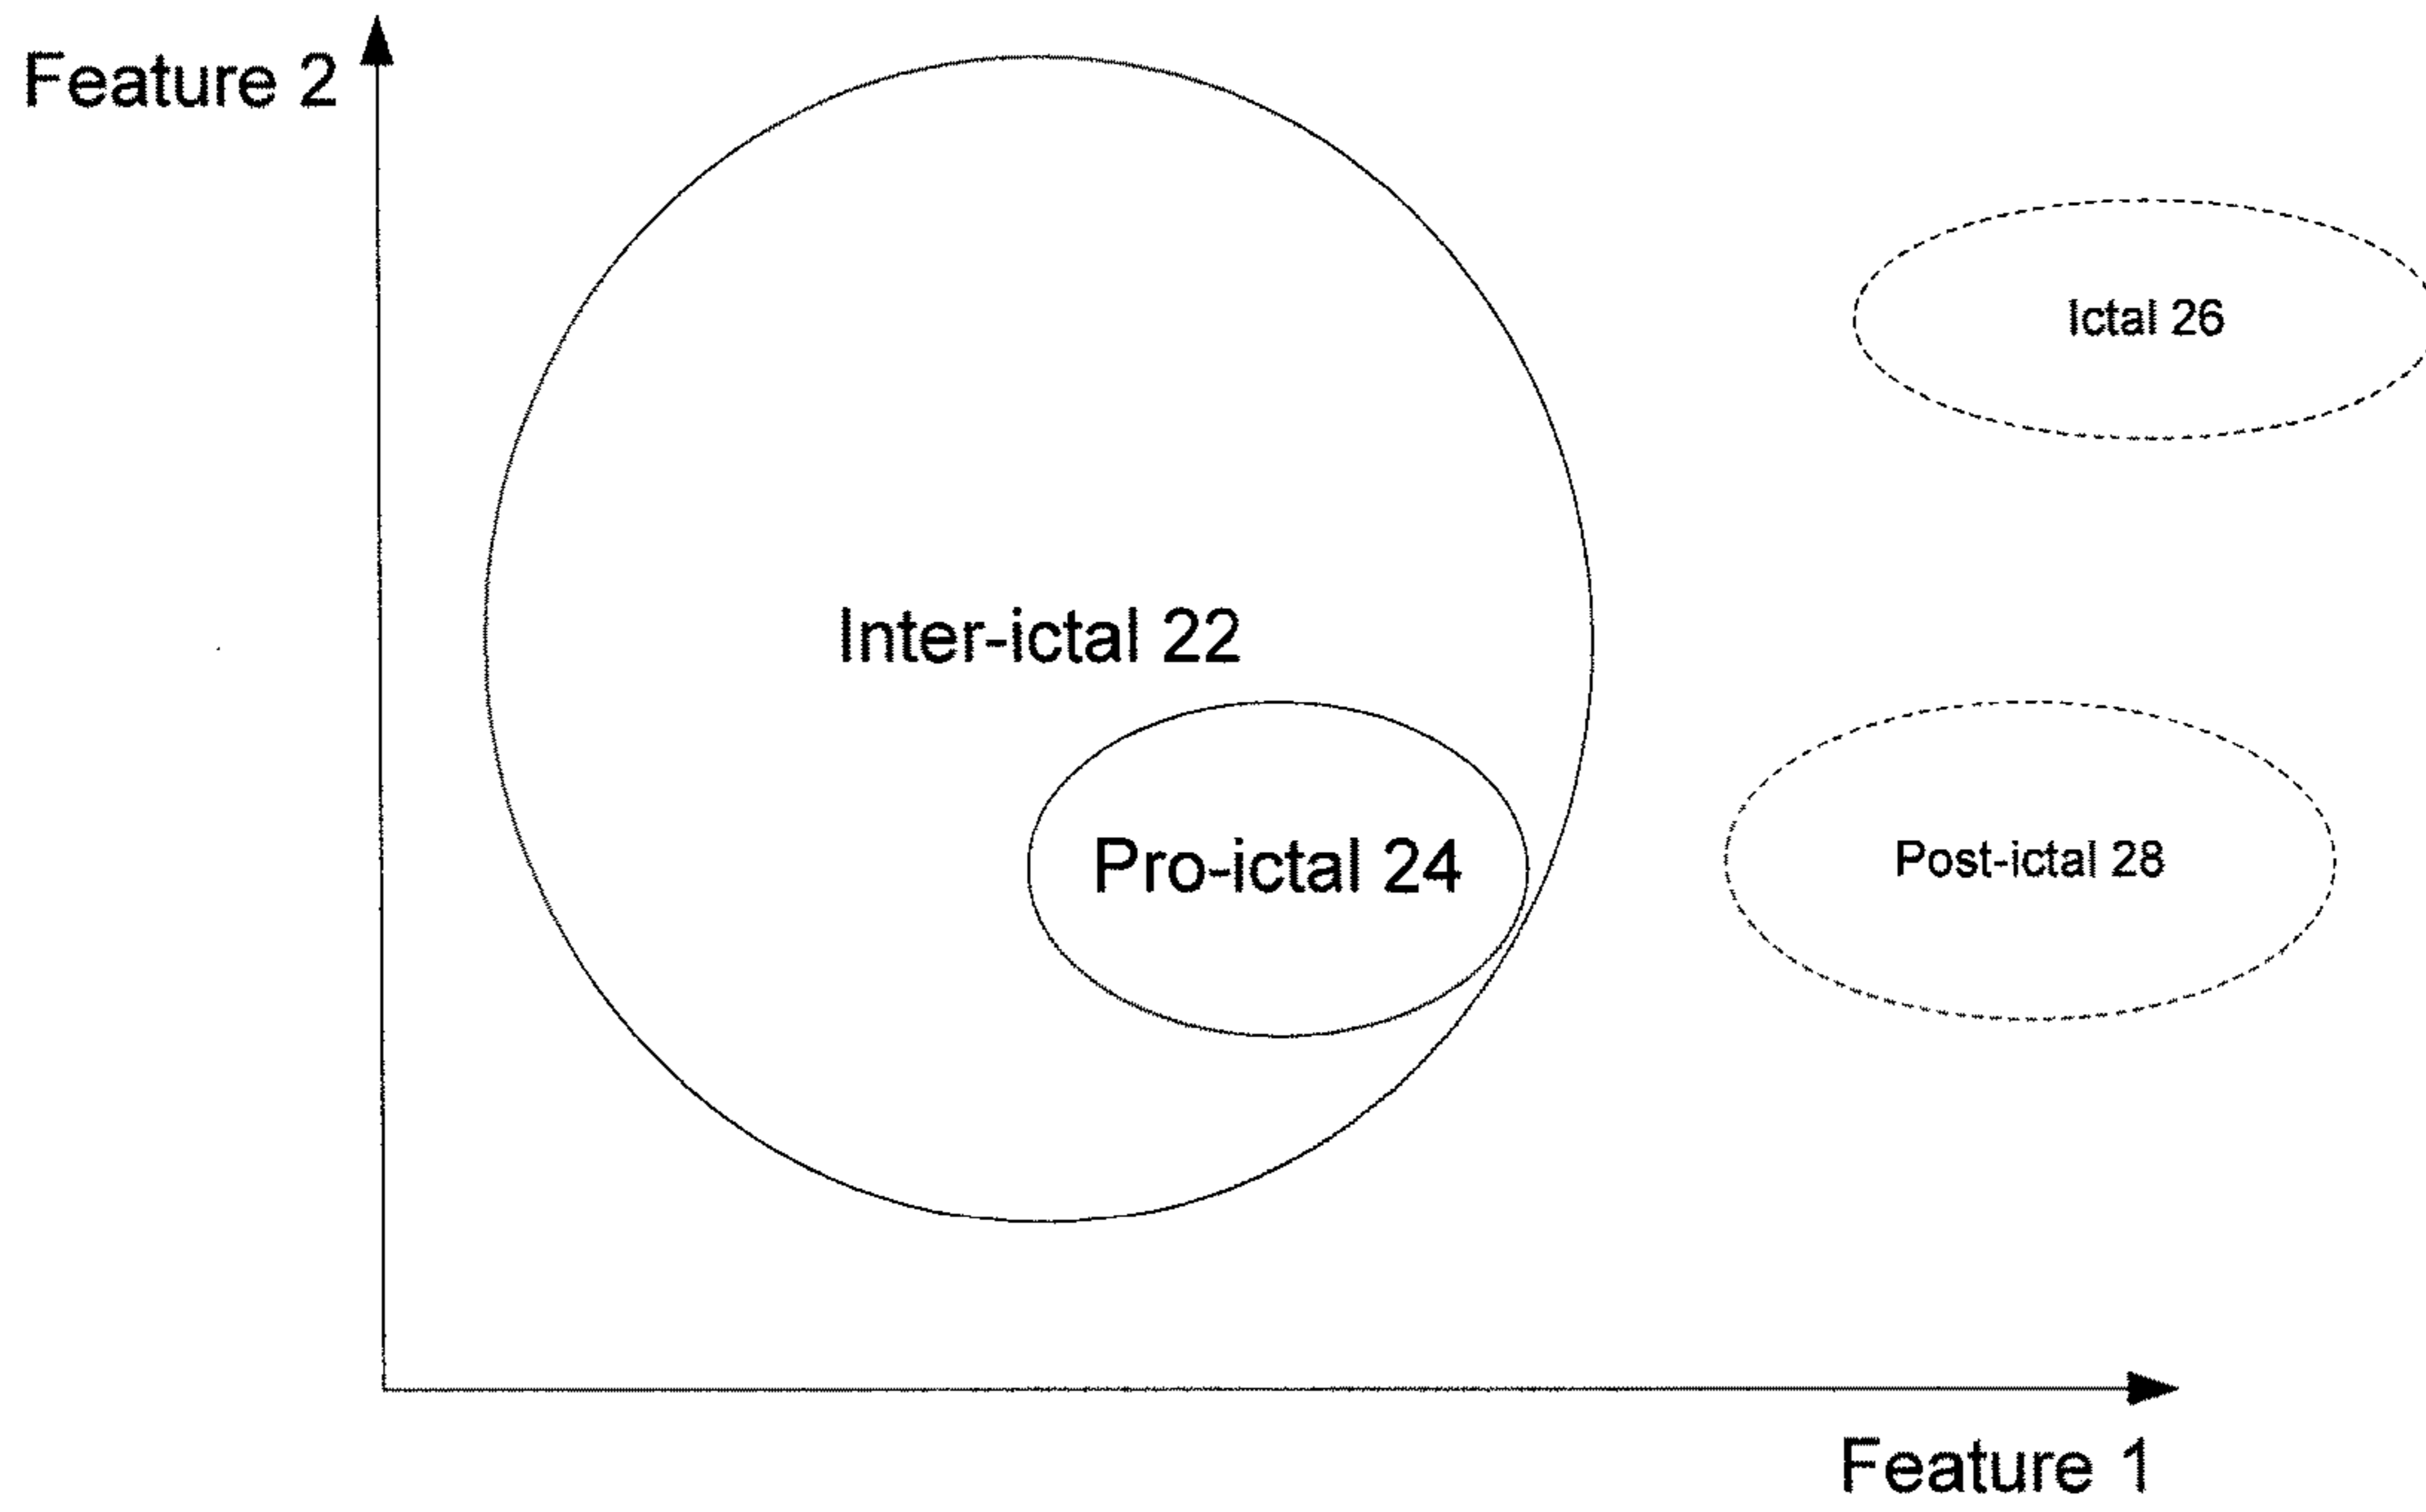 Feature 2
Ictal 26
Inter-ictal 22
Pro-ictal 24
Post-ictal 28
Feature 1